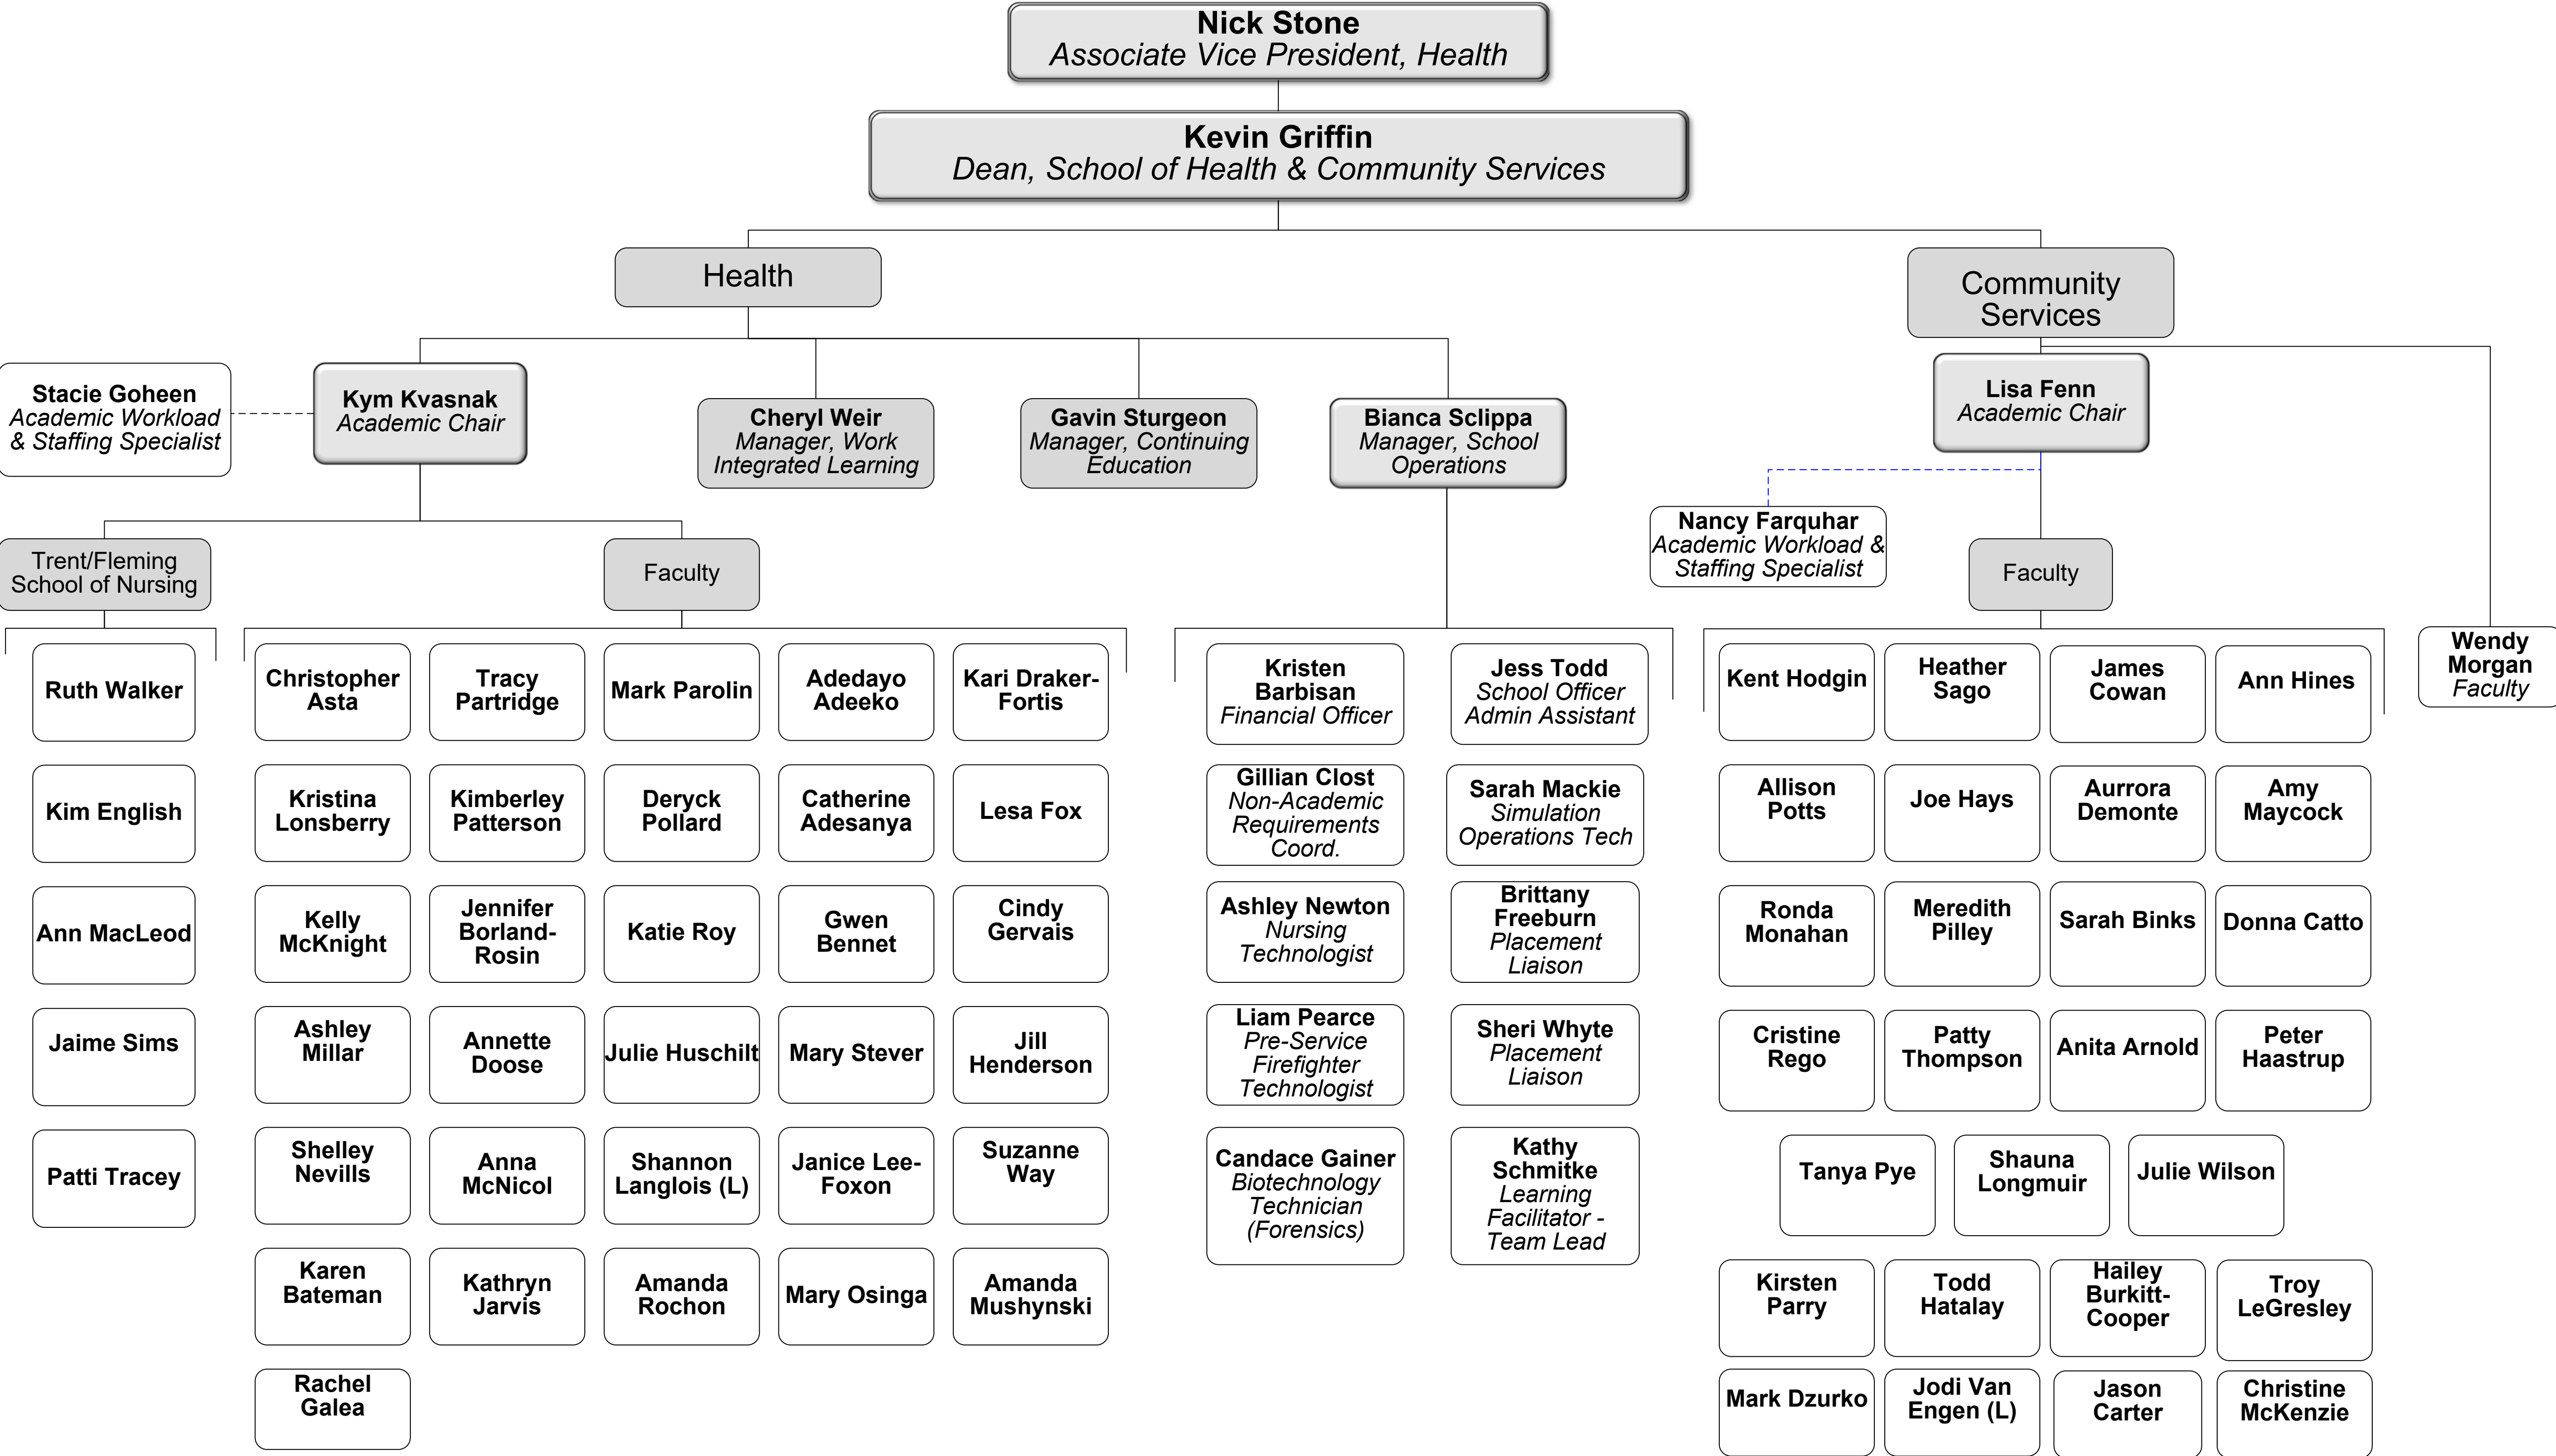 Nick Stone
Associate Vice President, Health
Kevin Griffin
Dean, School of Health & Community Services
Health
Community
Services
Stacie Goheen
Academic Workload
& Staffing Specialist
Kym Kvasnak
Academic Chair
Cheryl Weir
Manager, Work
Integrated Learning
Gavin Sturgeon
Manager, Continuing
Education
Bianca Sclippa
Manager, School
Operations
Lisa Fenn
Academic Chair
Nancy Farquhar
Academic Workload &
Staffing Specialist
Trent/Fleming
School of Nursing
Faculty
Faculty
Wendy
Morgan
Faculty
Ruth Walker
Kim English
Ann MacLeod
Jaime Sims
Patti Tracey
Christopher
Asta
Tracy
Partridge
Mark Parolin
Adedayo
Adeeko
Kari Draker-
Fortis
Kristina
Lonsberry
Kimberley
Patterson
Deryck
Pollard
Catherine
Adesanya
Lesa Fox
Kelly
McKnight
Jennifer
Borland-
Rosin
Katie Roy
Gwen
Bennet
Cindy
Gervais
Ashley
Millar
Annette
Doose
Julie Huschilt
Mary Stever
Jill
Henderson
Shelley
Nevills
Anna
McNicol
Shannon
Langlois (L)
Janice Lee-
Foxon
Suzanne
Way
Karen
Bateman
Kathryn
Jarvis
Amanda
Rochon
Mary Osinga
Amanda
Mushynski
Rachel
Galea
Kristen
Barbisan
Financial Officer
Jess Todd
School Officer
Admin Assistant
Gillian Clost
Non-Academic
Requirements
Coord.
Sarah Mackie
Simulation
Operations Tech
Ashley Newton
Nursing
Technologist
Brittany
Freeburn
Placement
Liaison
Liam Pearce
Pre-Service
Firefighter
Technologist
Sheri Whyte
Placement
Liaison
Candace Gainer
Biotechnology
Technician
(Forensics)
Kathy
Schmitke
Learning
Facilitator -
Team Lead
Kent Hodgin
Heather
Sago
James
Cowan
Ann Hines
Allison
Potts
Joe Hays
Aurrora
Demonte
Amy
Maycock
Ronda
Monahan
Meredith
Pilley
Sarah Binks
Donna Catto
Cristine
Rego
Patty
Thompson
Anita Arnold
Peter
Haastrup
Tanya Pye
Shauna
Longmuir
Julie Wilson
Kirsten
Parry
Todd
Hatalay
Hailey
Burkitt-
Cooper
Troy
LeGresley
Mark Dzurko
Jodi Van
Engen (L)
Jason
Carter
Christine
McKenzie